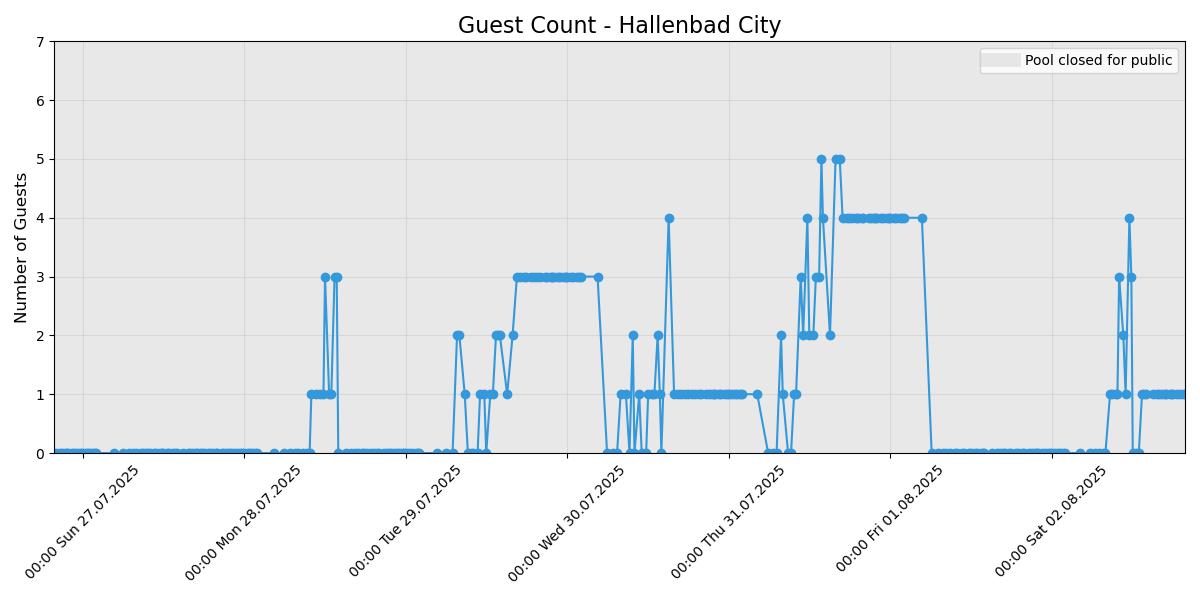 Guest Count - Hallenbad City
Pool closed for public
Number of Guests
7
6
5
4
3
2
1
0
00:00 Sun 27.07.2025
00:00 Mon 28.07.2025
00:00 Tue 29.07.2025
00:00 Wed 30.07.2025
00:00 Thu 31.07.2025
00:00 Fri 01.08.2025
00:00 Sat 02.08.2025